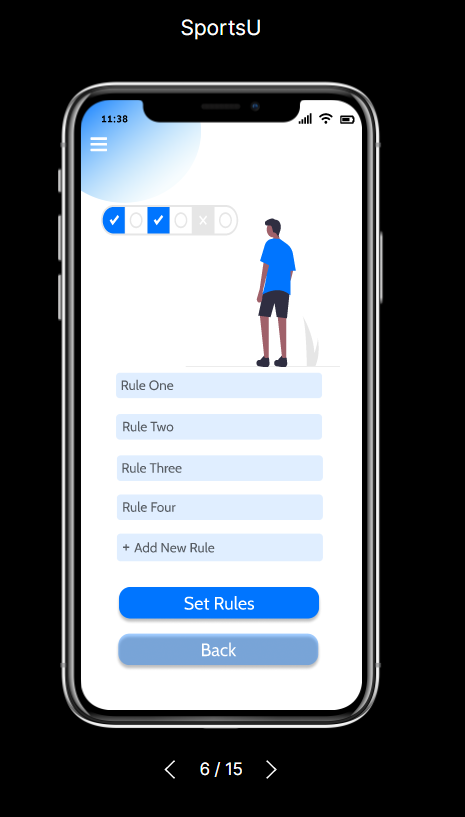 SportsU
11:38
Rule One
Rule Two
Rule Three
Rule Four
+ Add New Rule
Set Rules
Back
6 / 15